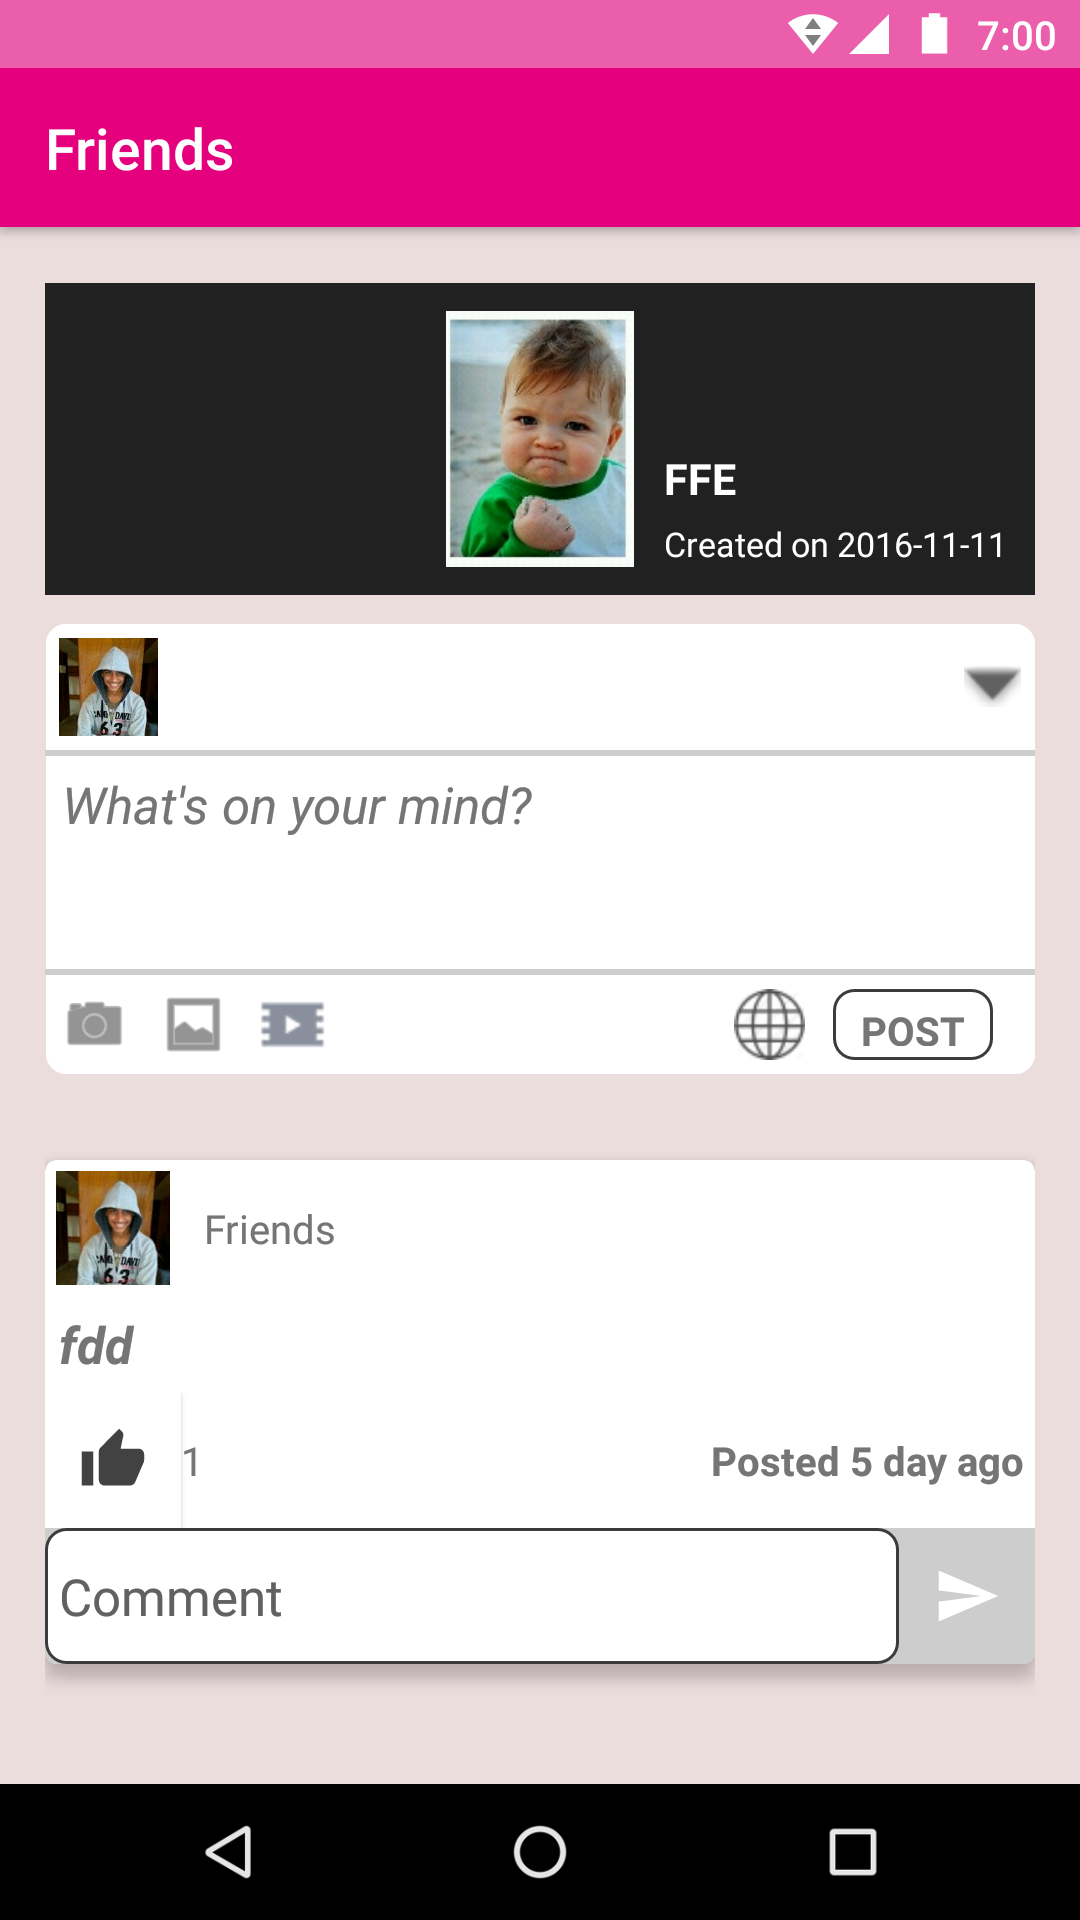 7:00
Friends
FFE
Created on 2016-11-11
What's on your mind?
POST
Friends
fdd
1
Posted 5 day ago
Comment